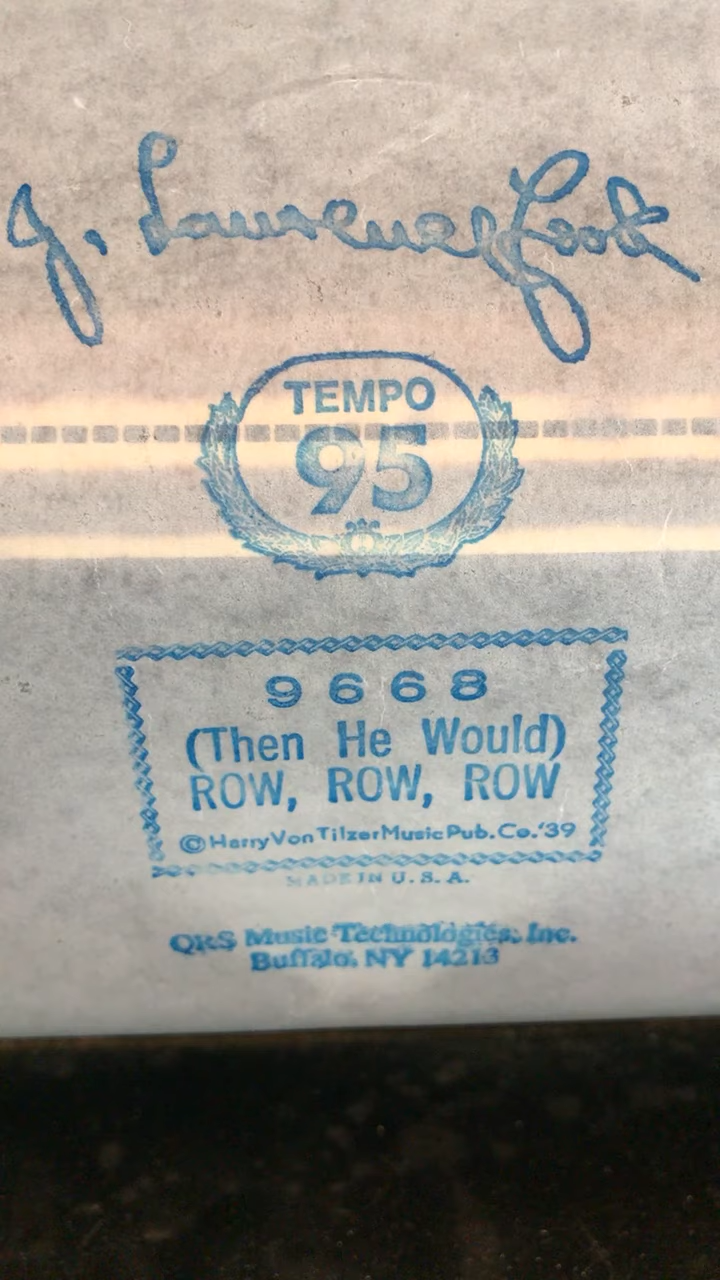 J. Lawrence Cook
TEMPO
95
9668
(Then He Would)
ROW, ROW, ROW
©Harry Von Tilzer Music Pub. Co. '39
MADE IN U. S. A.
QRS Music Technologies, Inc.
Buffalo, NY 14213